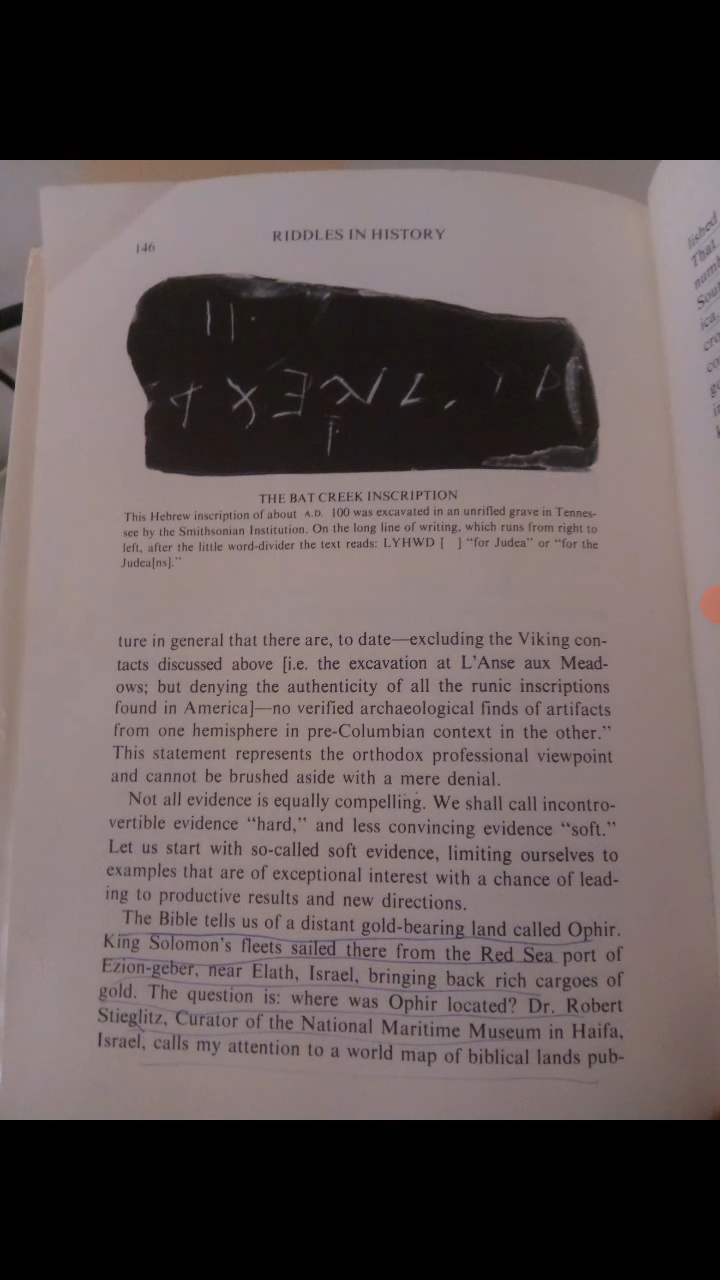 146
RIDDLES IN HISTORY
THE BAT CREEK INSCRIPTION
This Hebrew inscription of about A.D. 100 was excavated in an unrifled grave in Tennes-
see by the Smithsonian Institution. On the long line of writing, which runs from right to
left, after the little word-divider the text reads: LYHWD [ ] “for Judea” or “for the
Judea[ns].”
ture in general that there are, to date—excluding the Viking con-
tacts discussed above [i.e. the excavation at L’Anse aux Mead-
ows; but denying the authenticity of all the runic inscriptions
found in America]—no verified archaeological finds of artifacts
from one hemisphere in pre-Columbian context in the other.”
This statement represents the orthodox professional viewpoint
and cannot be brushed aside with a mere denial.
Not all evidence is equally compelling. We shall call incontro-
vertible evidence “hard,” and less convincing evidence “soft.”
Let us start with so-called soft evidence, limiting ourselves to
examples that are of exceptional interest with a chance of lead-
ing to productive results and new directions.
The Bible tells us of a distant gold-bearing land called Ophir.
King Solomon’s fleets sailed there from the Red Sea port of
Ezion-geber, near Elath, Israel, bringing back rich cargoes of
gold. The question is: where was Ophir located? Dr. Robert
Stieglitz, Curator of the National Maritime Museum in Haifa,
Israel, calls my attention to a world map of biblical lands pub-
lished
That